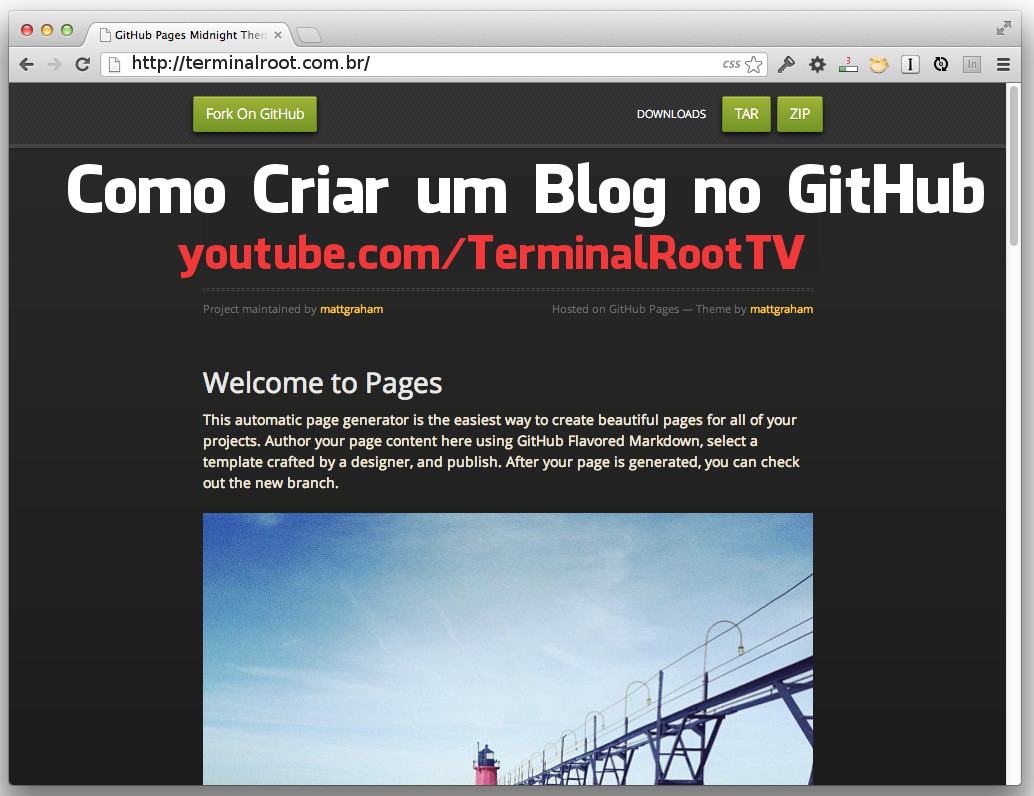 GitHub Pages Midnight Them
http://terminalroot.com.br/
css
3
I
In
Fork On GitHub
DOWNLOADS
TAR
ZIP
Como Criar um Blog no GitHub
youtube.com/TerminalRootTV
Project maintained by mattgraham
Hosted on GitHub Pages — Theme by mattgraham
Welcome to Pages
This automatic page generator is the easiest way to create beautiful pages for all of your
projects. Author your page content here using GitHub Flavored Markdown, select a
template crafted by a designer, and publish. After your page is generated, you can check
out the new branch.